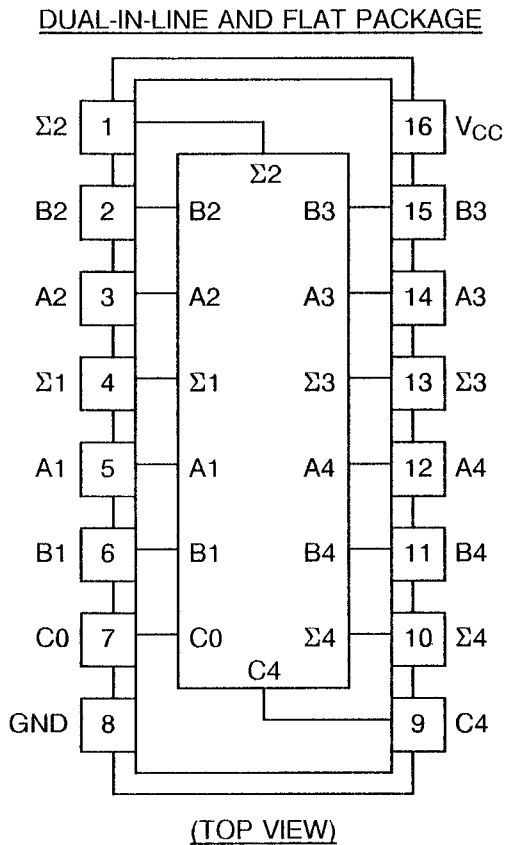 DUAL-IN-LINE AND FLAT PACKAGE
Σ2 1 16 VCC
Σ2
B2 2 B2 B3 15 B3
A2 3 A2 A3 14 A3
Σ1 4 Σ1 Σ3 13 Σ3
A1 5 A1 A4 12 A4
B1 6 B1 B4 11 B4
C0 7 C0 Σ4 10 Σ4
C4
GND 8 9 C4
(TOP VIEW)